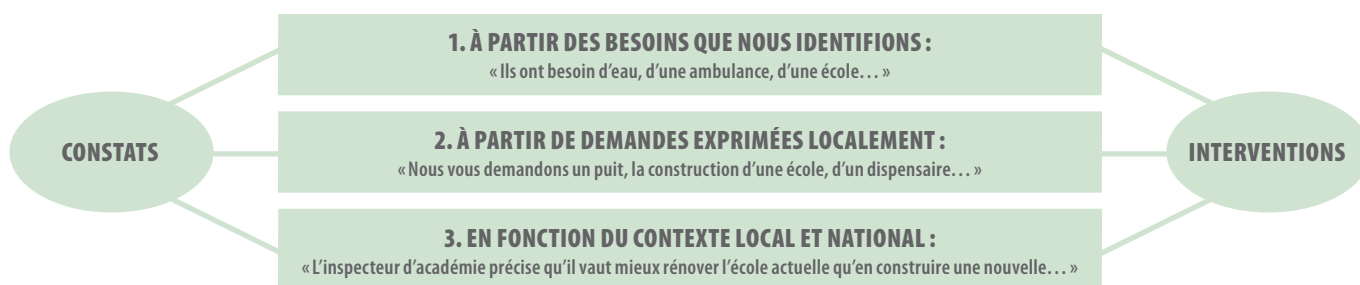 1. À PARTIR DES BESOINS QUE NOUS IDENTIFIONS :
« Ils ont besoin d’eau, d’une ambulance, d’une école… »
CONSTATS
2. À PARTIR DE DEMANDES EXPRIMÉES LOCALEMENT :
« Nous vous demandons un puit, la construction d’une école, d’un dispensaire… »
INTERVENTIONS
3. EN FONCTION DU CONTEXTE LOCAL ET NATIONAL :
« L’inspecteur d’académie précise qu’il vaut mieux rénover l’école actuelle qu’en construire une nouvelle… »